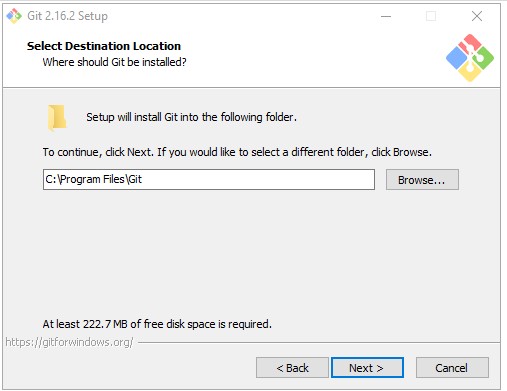 Git 2.16.2 Setup
Select Destination Location
Where should Git be installed?
Setup will install Git into the following folder.
To continue, click Next. If you would like to select a different folder, click Browse.
C:\Program Files\Git
Browse...
At least 222.7 MB of free disk space is required.
https://gitforwindows.org/
< Back
Next >
Cancel